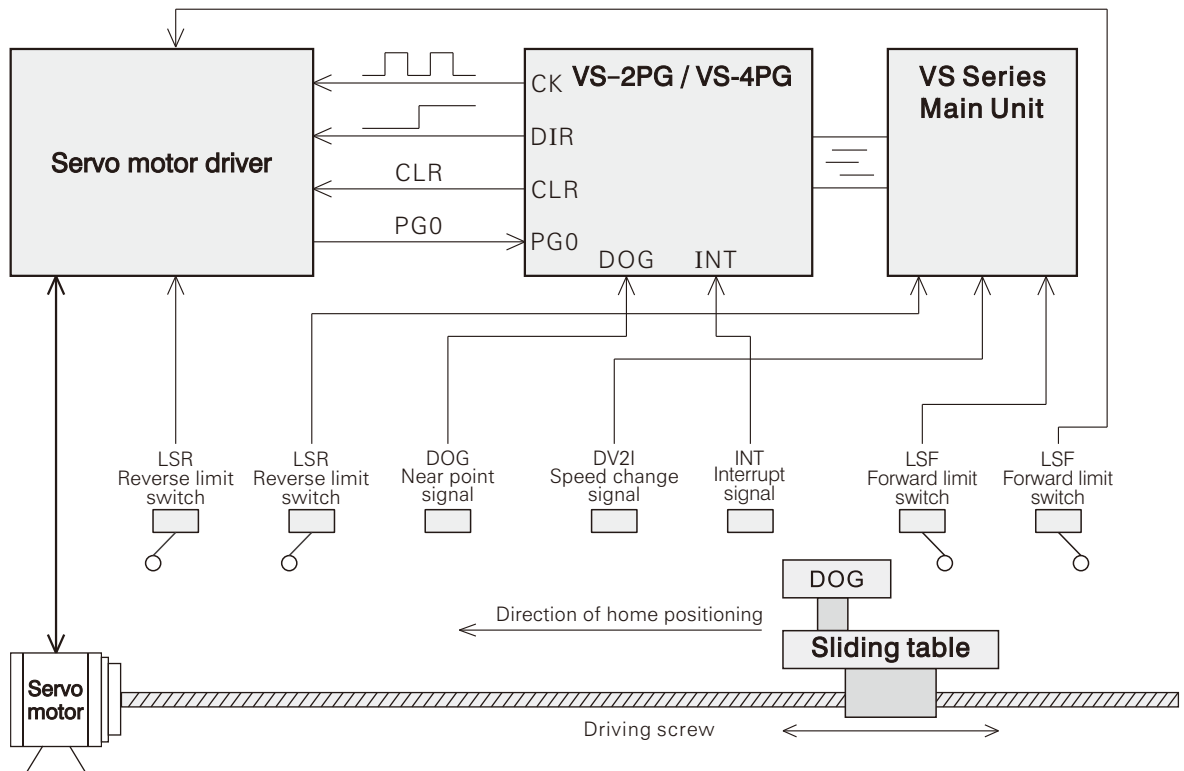 VS–2PG / VS-4PG
VS Series
Main Unit
CK
DIR
Servo motor driver
CLR
CLR
PG0
PG0
DOG
INT
LSR
Reverse limit
switch
LSR
Reverse limit
switch
DOG
Near point
signal
DV2I
Speed change
signal
INT
Interrupt
signal
LSF
Forward limit
switch
LSF
Forward limit
switch
DOG
Direction of home positioning
Sliding table
Servo
motor
Driving screw